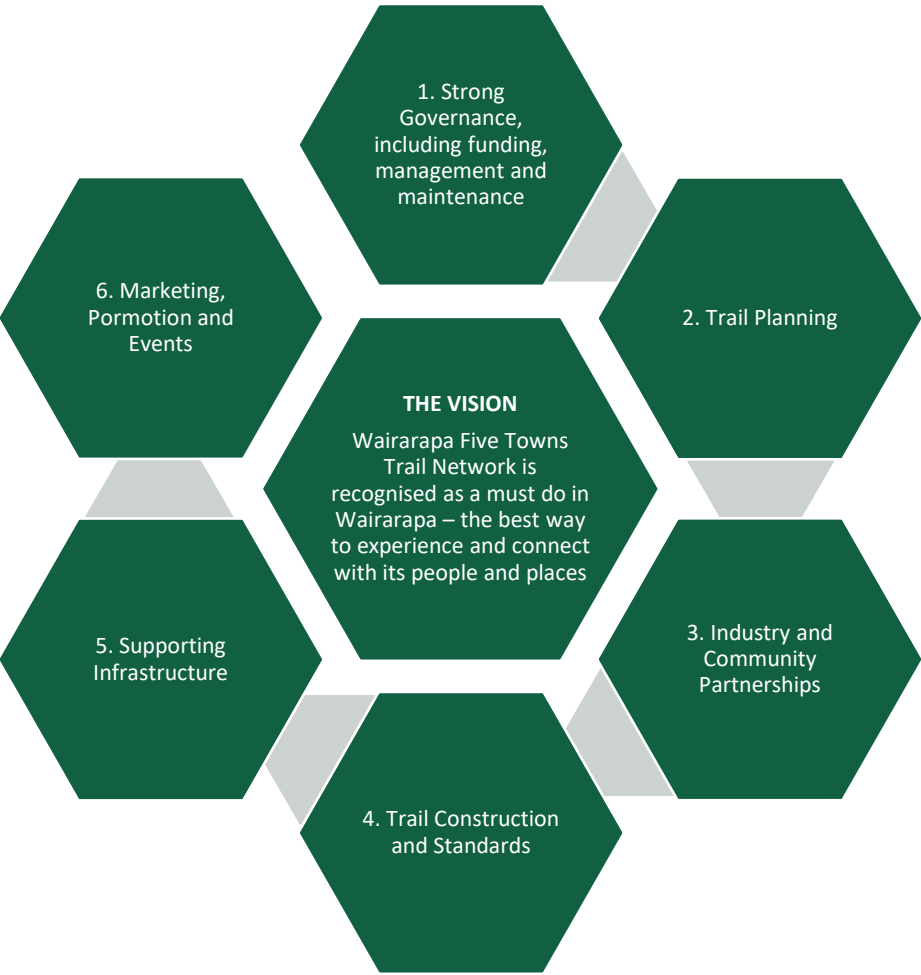 1. Strong
Governance,
including funding,
management and
maintenance
2. Trail Planning
3. Industry and
Community
Partnerships
4. Trail Construction
and Standards
5. Supporting
Infrastructure
6. Marketing,
Pormotion and
Events
THE VISION
Wairarapa Five Towns
Trail Network is
recognised as a must do in
Wairarapa – the best way
to experience and connect
with its people and places